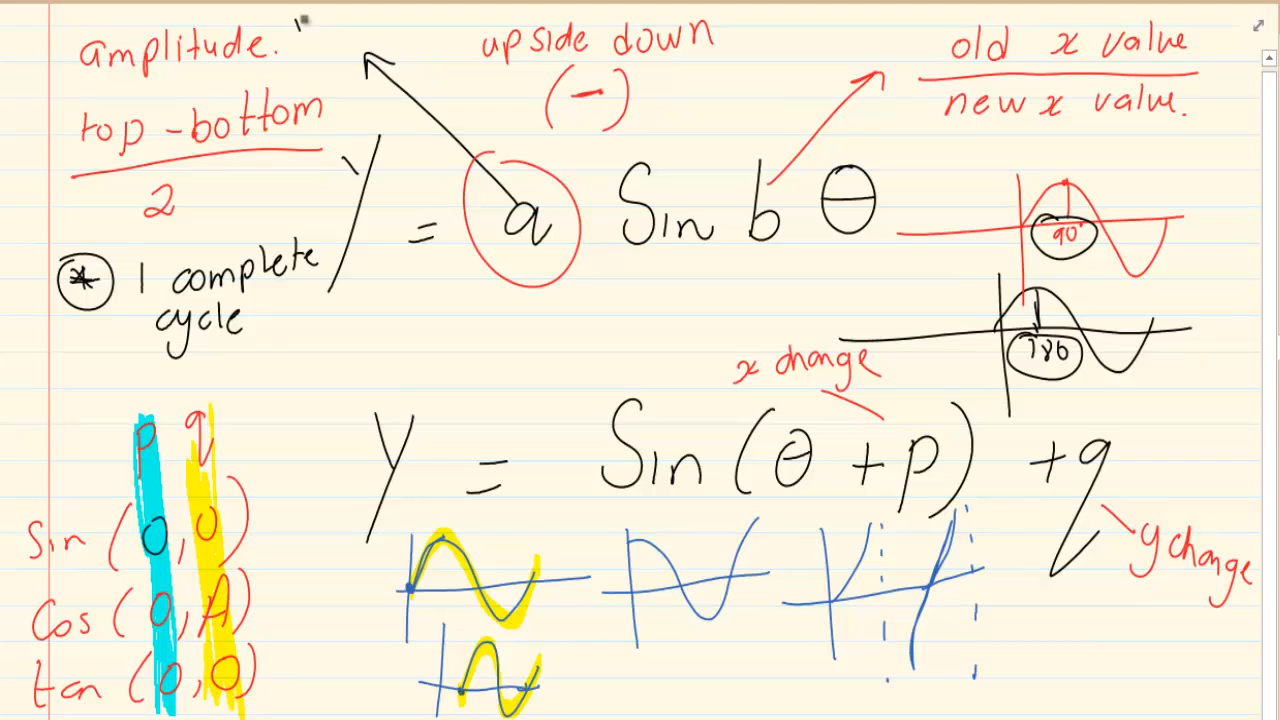 amplitude. "
top - bottom
2
upside down
(-)
old x value
new x value.
y = a Sin b θ
90°
* 1 complete
cycle
180
x change
y = Sin (θ + p) + q
y change
p q
Sin (0, 0)
Cos (0, A)
tan (0, 0)